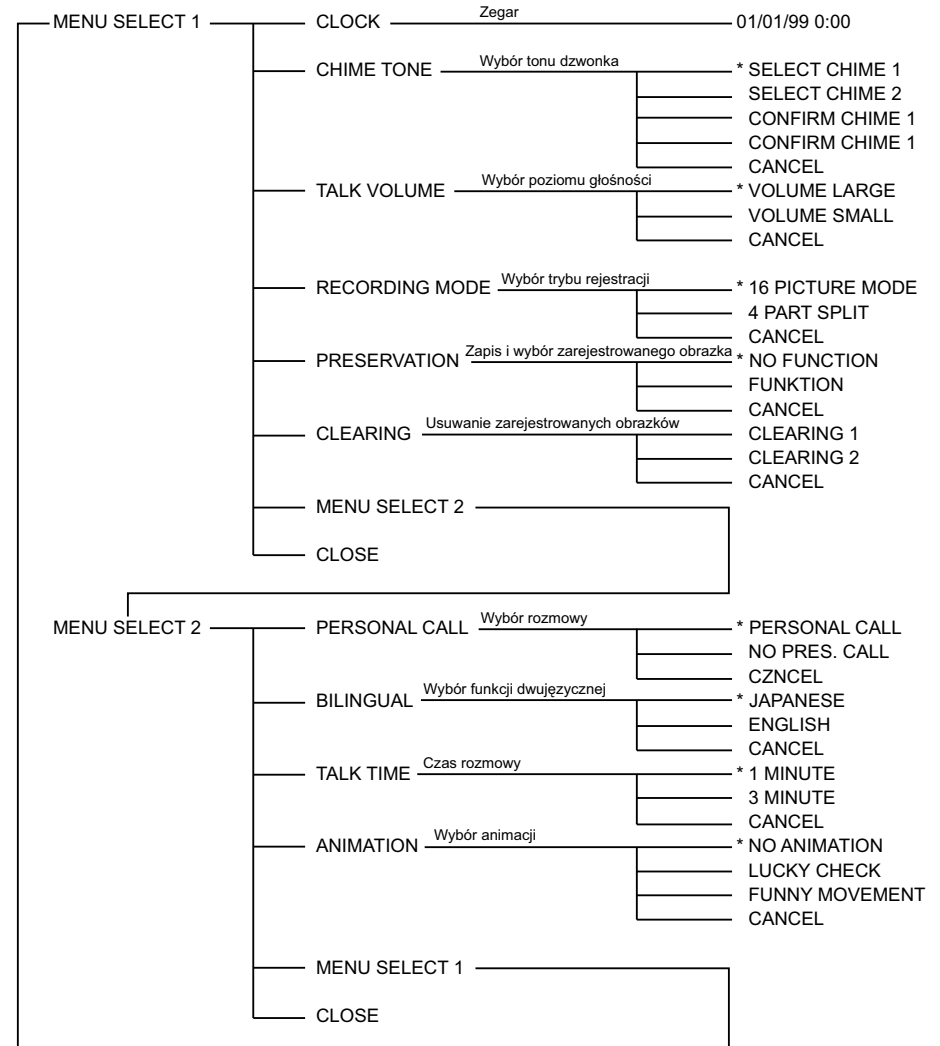 MENU SELECT 1 CLOCK Zegar 01/01/99 0:00
CHIME TONE Wybór tonu dzwonka * SELECT CHIME 1
SELECT CHIME 2
CONFIRM CHIME 1
CONFIRM CHIME 1
CANCEL
TALK VOLUME Wybór poziomu głośności * VOLUME LARGE
VOLUME SMALL
CANCEL
RECORDING MODE Wybór trybu rejestracji * 16 PICTURE MODE
4 PART SPLIT
CANCEL
PRESERVATION Zapis i wybór zarejestrowanego obrazka * NO FUNCTION
FUNKTION
CANCEL
CLEARING Usuwanie zarejestrowanych obrazków CLEARING 1
CLEARING 2
CANCEL
MENU SELECT 2
CLOSE
MENU SELECT 2 PERSONAL CALL Wybór rozmowy * PERSONAL CALL
NO PRES. CALL
CZNCEL
BILINGUAL Wybór funkcji dwujęzycznej * JAPANESE
ENGLISH
CANCEL
TALK TIME Czas rozmowy * 1 MINUTE
3 MINUTE
CANCEL
ANIMATION Wybór animacji * NO ANIMATION
LUCKY CHECK
FUNNY MOVEMENT
CANCEL
MENU SELECT 1
CLOSE